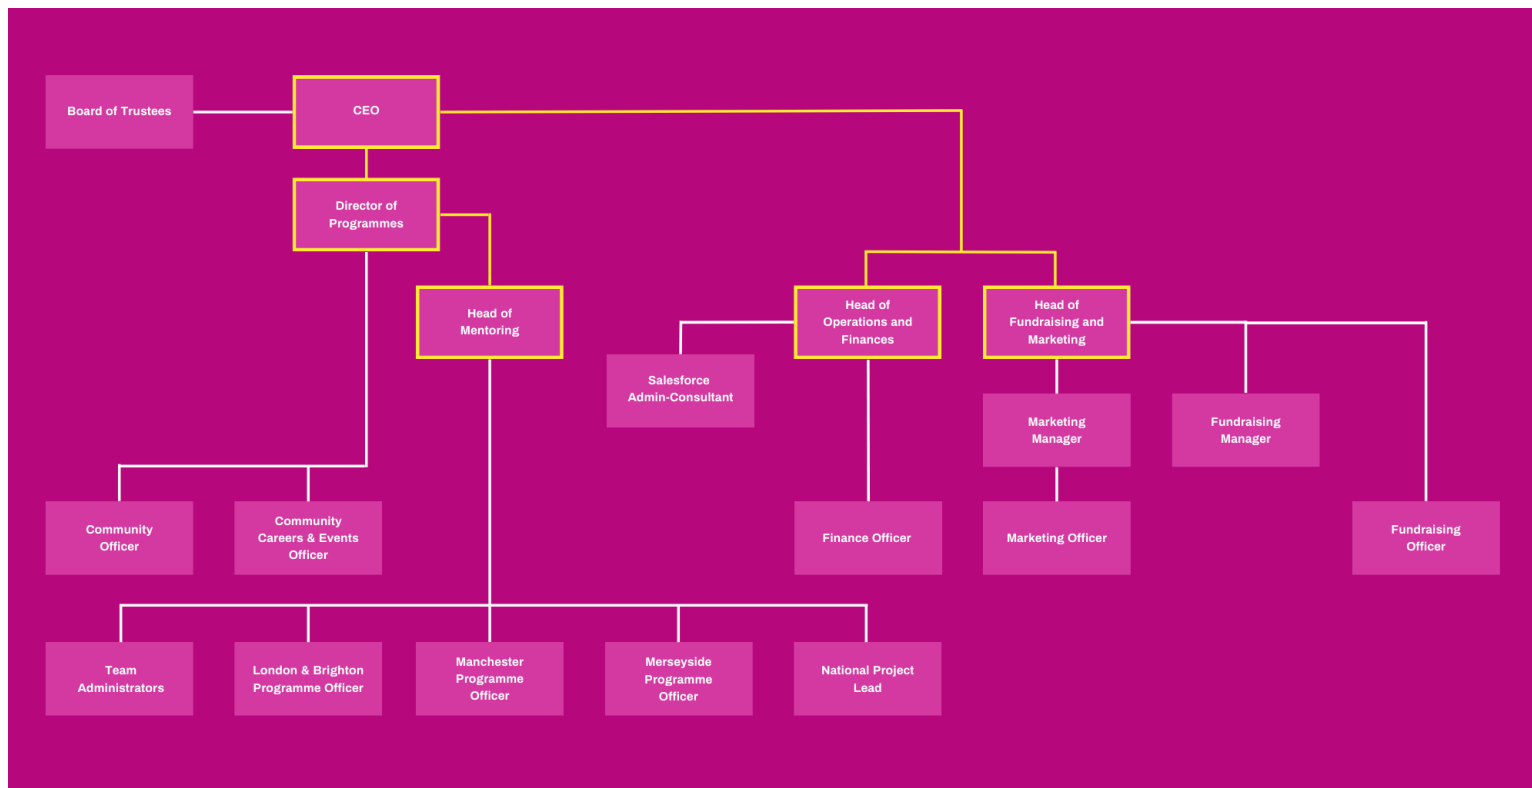 Board of Trustees
CEO
Director of
Programmes
Head of
Mentoring
Head of
Operations and
Finances
Head of
Fundraising and
Marketing
Salesforce
Admin-Consultant
Marketing
Manager
Fundraising
Manager
Community
Officer
Community
Careers & Events
Officer
Finance Officer
Marketing Officer
Fundraising
Officer
Team
Administrators
London & Brighton
Programme Officer
Manchester
Programme
Officer
Merseyside
Programme
Officer
National Project
Lead